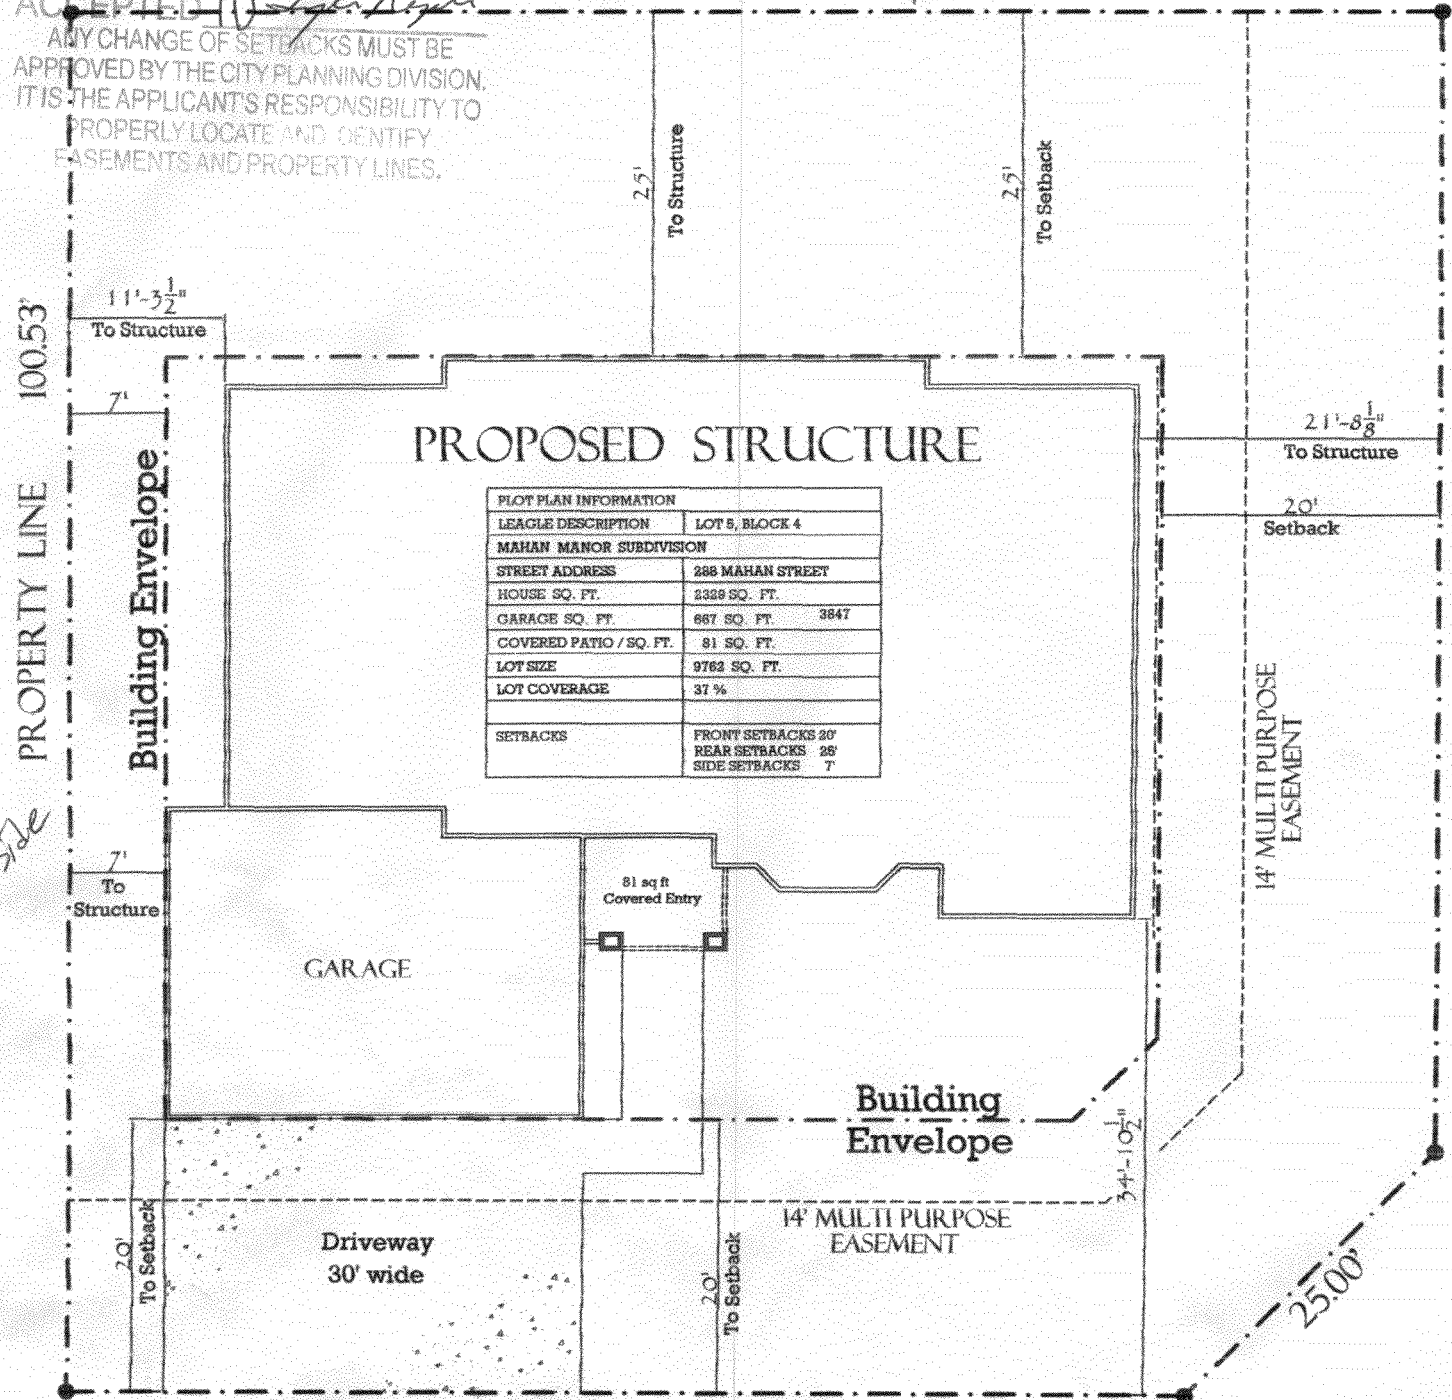 ACCEPTED
ANY CHANGE OF SETBACKS MUST BE
APPROVED BY THE CITY PLANNING DIVISION.
IT IS THE APPLICANT'S RESPONSIBILITY TO
PROPERLY LOCATE AND IDENTIFY
EASEMENTS AND PROPERTY LINES.
25'
To Structure
25'
To Setback
11'-3 1/2"
To Structure
PROPERTY LINE 100.53'
7'
Building Envelope
21'-8 1/8"
To Structure
20'
Setback
PROPOSED STRUCTURE
PLOT PLAN INFORMATION
LEAGLE DESCRIPTION LOT 5, BLOCK 4
MAHAN MANOR SUBDIVISION
STREET ADDRESS 288 MAHAN STREET
HOUSE SQ. FT. 2329 SQ. FT.
GARAGE SQ. FT. 667 SQ. FT. 3847
COVERED PATIO / SQ. FT. 81 SQ. FT.
LOT SIZE 9762 SQ. FT.
LOT COVERAGE 37 %
SETBACKS FRONT SETBACKS 20'
REAR SETBACKS 25'
SIDE SETBACKS 7'
14' MULTI PURPOSE
EASEMENT
Side
7'
To
Structure
81 sq ft
Covered Entry
GARAGE
Building
Envelope
34'-10 1/2"
20'
To Setback
Driveway
30' wide
20'
To Setback
14' MULTI PURPOSE
EASEMENT
25.00'